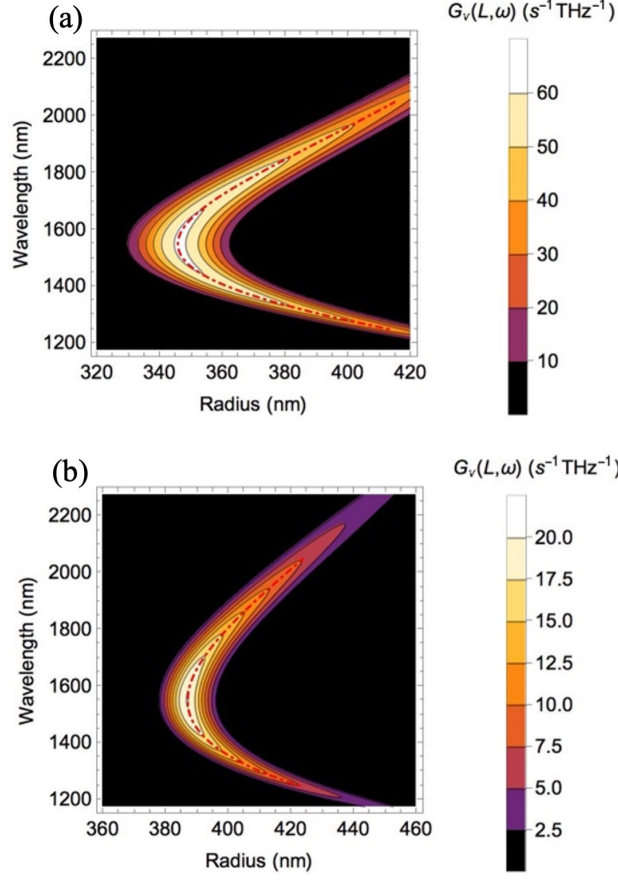 (a)
G_v(L,ω) (s⁻¹THz⁻¹)
2200
2000
1800
1600
1400
1200
Wavelength (nm)
320 340 360 380 400 420
Radius (nm)
60
50
40
30
20
10
(b)
G_v(L,ω) (s⁻¹THz⁻¹)
2200
2000
1800
1600
1400
1200
Wavelength (nm)
360 380 400 420 440 460
Radius (nm)
20.0
17.5
15.0
12.5
10.0
7.5
5.0
2.5